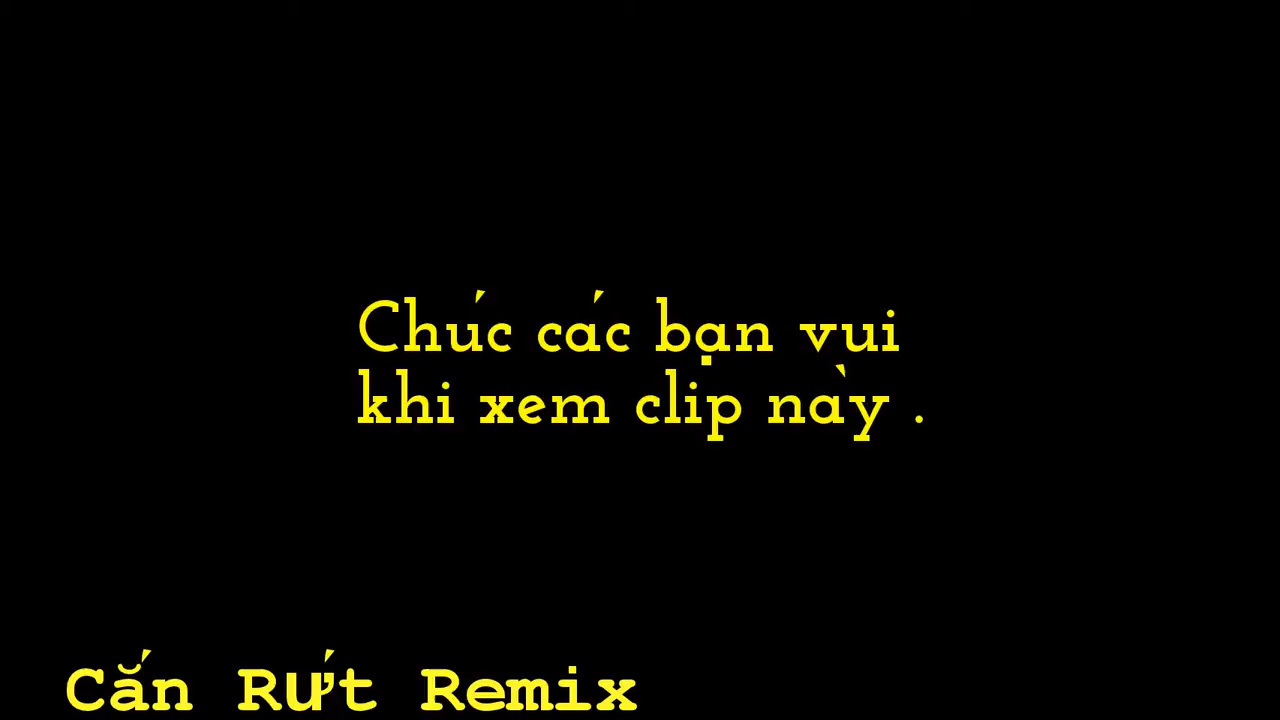 Chúc các bạn vui
khi xem clip này .
Cắn Rứt Remix